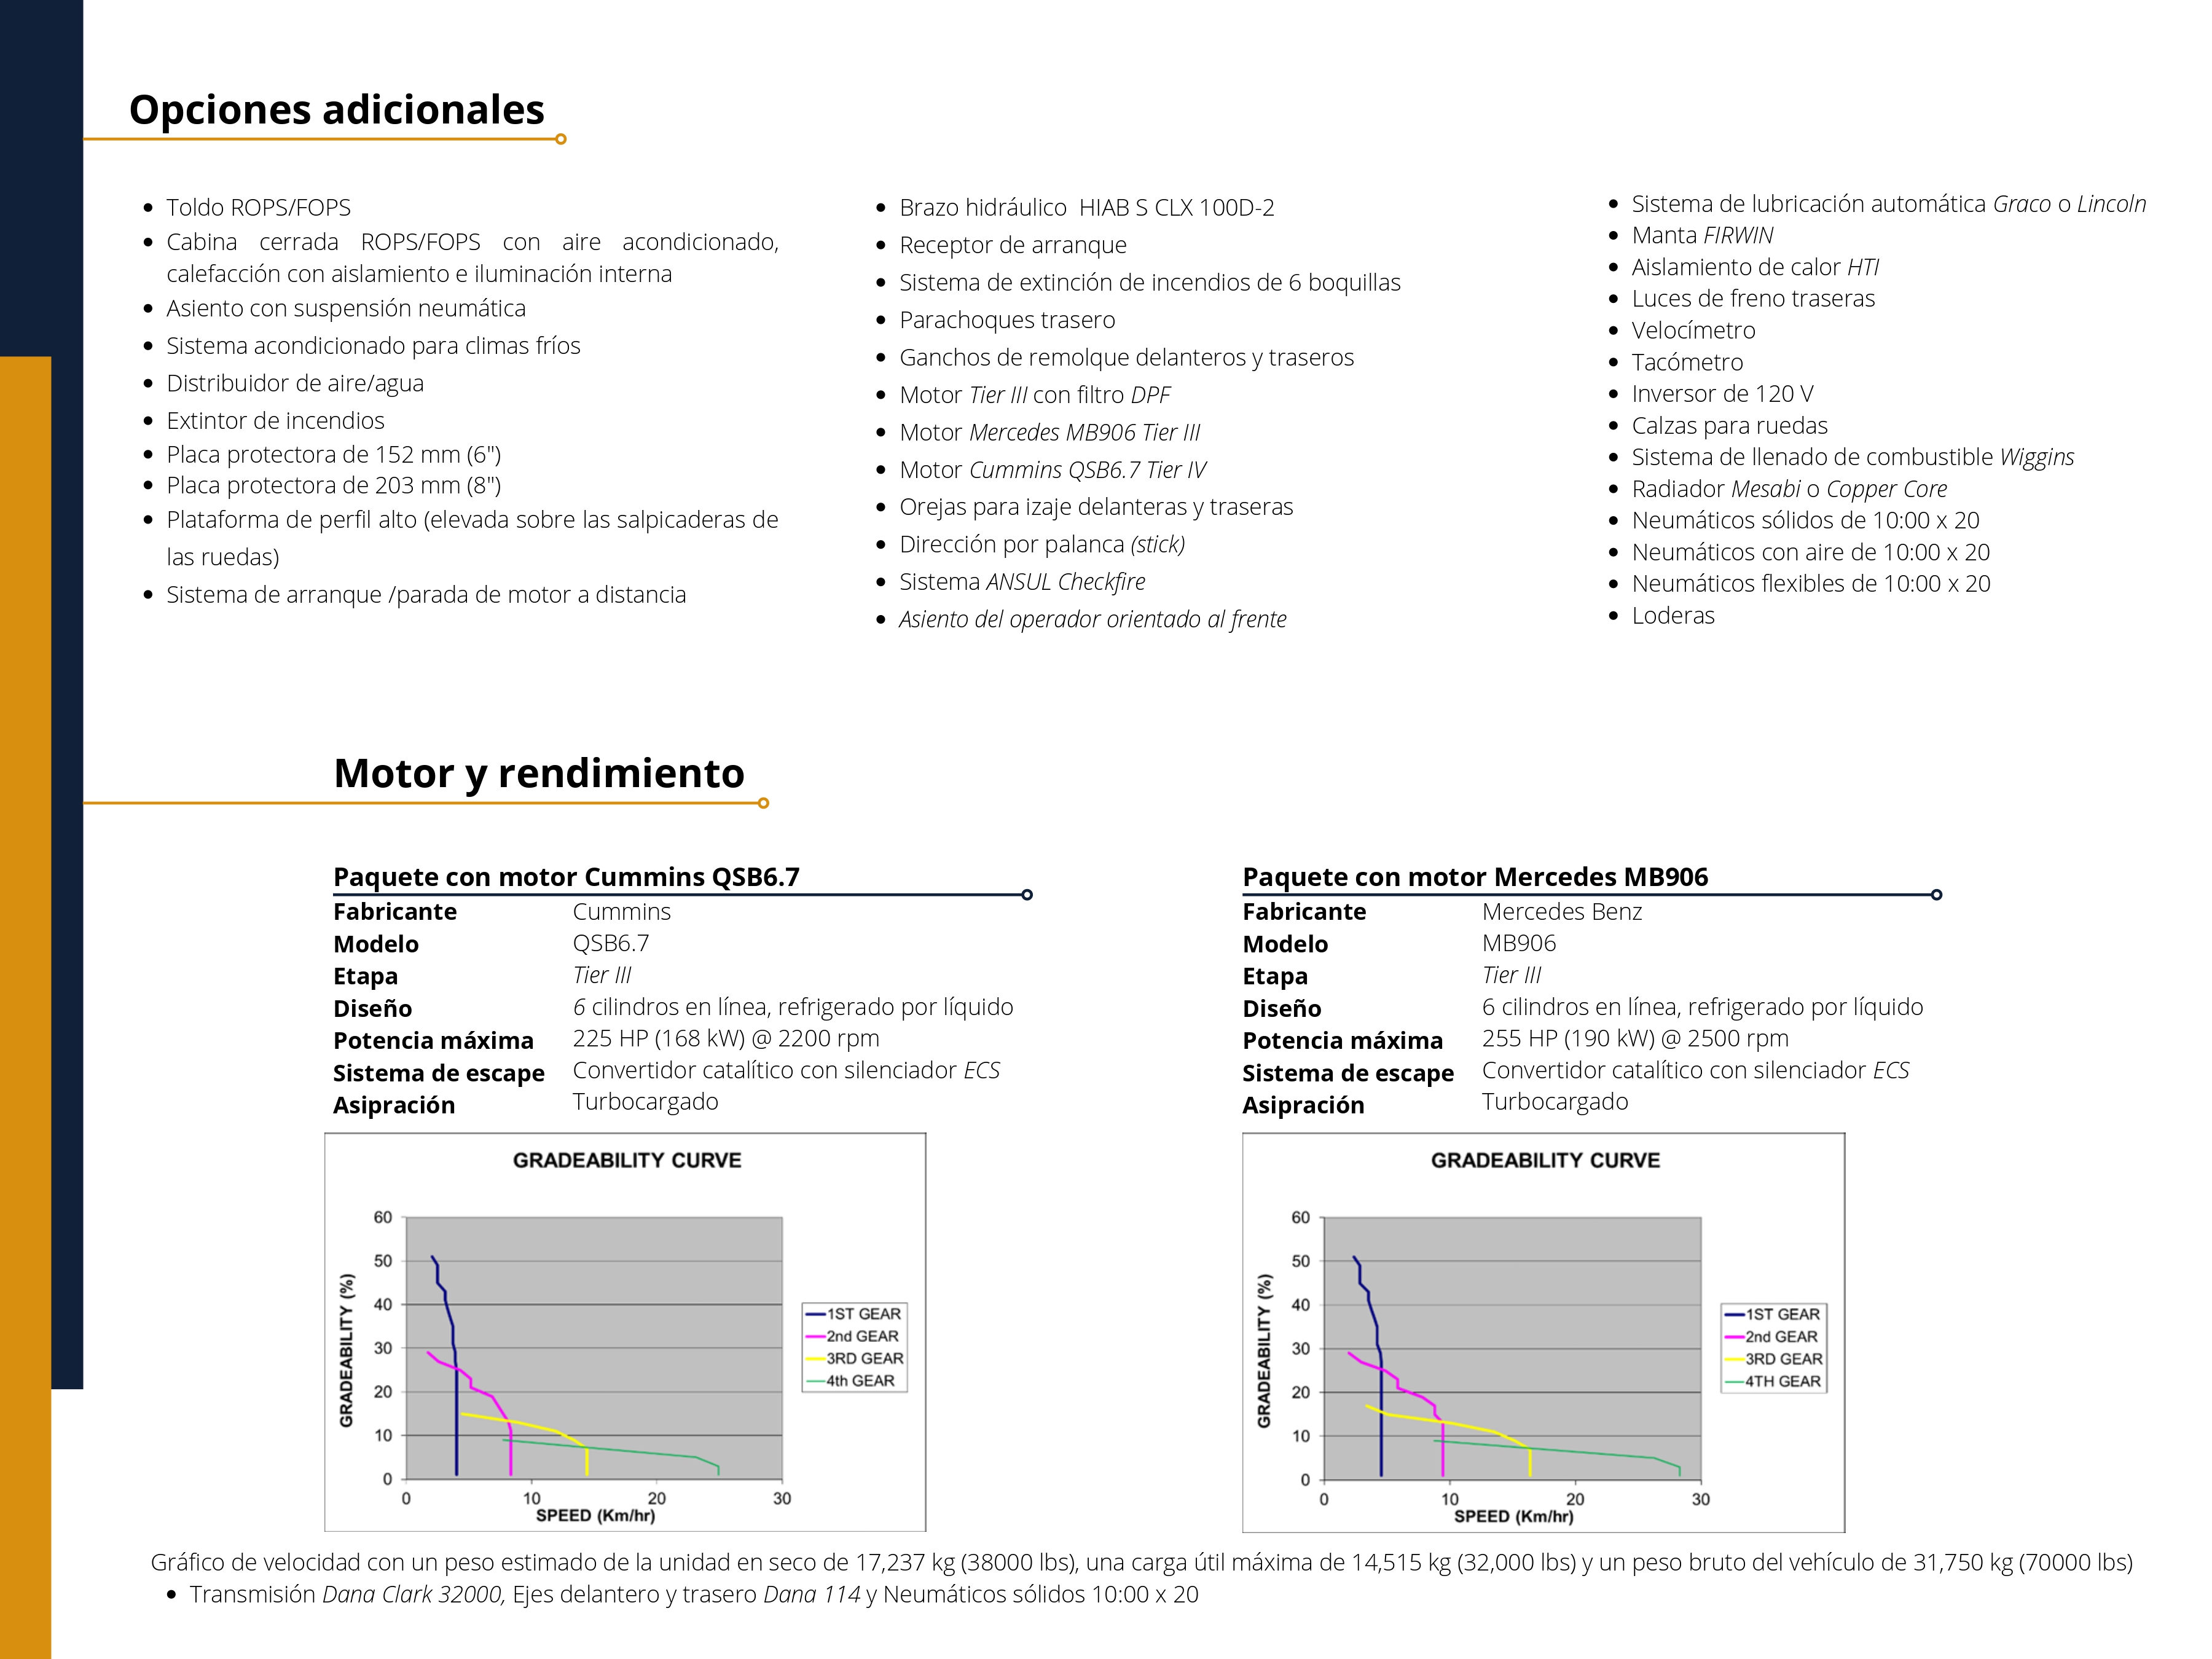 Opciones adicionales
Toldo ROPS/FOPS
Cabina cerrada ROPS/FOPS con aire acondicionado,
calefacción con aislamiento e iluminación interna
Asiento con suspensión neumática
Sistema acondicionado para climas fríos
Distribuidor de aire/agua
Extintor de incendios
Placa protectora de 152 mm (6")
Placa protectora de 203 mm (8")
Plataforma de perfil alto (elevada sobre las salpicaderas de
las ruedas)
Sistema de arranque /parada de motor a distancia
Brazo hidráulico HIAB S CLX 100D-2
Receptor de arranque
Sistema de extinción de incendios de 6 boquillas
Parachoques trasero
Ganchos de remolque delanteros y traseros
Motor Tier III con filtro DPF
Motor Mercedes MB906 Tier III
Motor Cummins QSB6.7 Tier IV
Orejas para izaje delanteras y traseras
Dirección por palanca (stick)
Sistema ANSUL Checkfire
Asiento del operador orientado al frente
Sistema de lubricación automática Graco o Lincoln
Manta FIRWIN
Aislamiento de calor HTI
Luces de freno traseras
Velocímetro
Tacómetro
Inversor de 120 V
Calzas para ruedas
Sistema de llenado de combustible Wiggins
Radiador Mesabi o Copper Core
Neumáticos sólidos de 10:00 x 20
Neumáticos con aire de 10:00 x 20
Neumáticos flexibles de 10:00 x 20
Loderas
Motor y rendimiento
Paquete con motor Cummins QSB6.7
Fabricante Cummins
Modelo QSB6.7
Etapa Tier III
Diseño 6 cilindros en línea, refrigerado por líquido
Potencia máxima 225 HP (168 kW) @ 2200 rpm
Sistema de escape Convertidor catalítico con silenciador ECS
Asipración Turbocargado
GRADEABILITY CURVE
60
50
40
30
20
10
0
GRADEABILITY (%)
0 10 20 30
SPEED (Km/hr)
1ST GEAR
2nd GEAR
3RD GEAR
4th GEAR
Paquete con motor Mercedes MB906
Fabricante Mercedes Benz
Modelo MB906
Etapa Tier III
Diseño 6 cilindros en línea, refrigerado por líquido
Potencia máxima 255 HP (190 kW) @ 2500 rpm
Sistema de escape Convertidor catalítico con silenciador ECS
Asipración Turbocargado
GRADEABILITY CURVE
60
50
40
30
20
10
0
GRADEABILITY (%)
0 10 20 30
SPEED (Km/hr)
1ST GEAR
2nd GEAR
3RD GEAR
4TH GEAR
Gráfico de velocidad con un peso estimado de la unidad en seco de 17,237 kg (38000 lbs), una carga útil máxima de 14,515 kg (32,000 lbs) y un peso bruto del vehículo de 31,750 kg (70000 lbs)
Transmisión Dana Clark 32000, Ejes delantero y trasero Dana 114 y Neumáticos sólidos 10:00 x 20